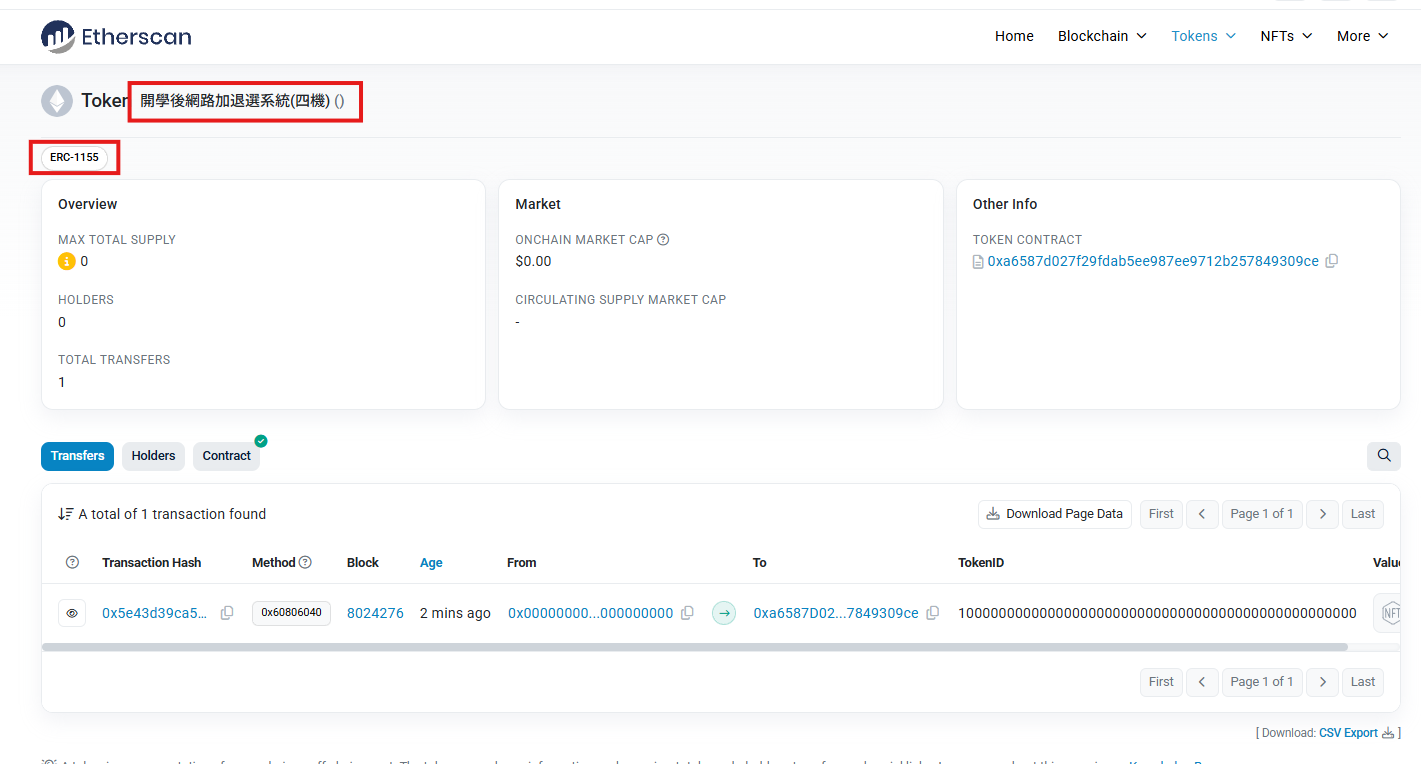 Etherscan
Home Blockchain Tokens NFTs More
Token 開學後網路加退選系統(四機) ()
ERC-1155
Overview
MAX TOTAL SUPPLY
0
HOLDERS
0
TOTAL TRANSFERS
1
Market
ONCHAIN MARKET CAP
$0.00
CIRCULATING SUPPLY MARKET CAP
-
Other Info
TOKEN CONTRACT
0xa6587d027f29fdab5ee987ee9712b257849309ce
Transfers Holders Contract
A total of 1 transaction found
Download Page Data First Page 1 of 1 Last
Transaction Hash Method Block Age From To TokenID Value
0x5e43d39ca5... 0x60806040 8024276 2 mins ago 0x00000000...000000000 0xa6587D02...7849309ce NFT
First Page 1 of 1 Last
[ Download: CSV Export ]